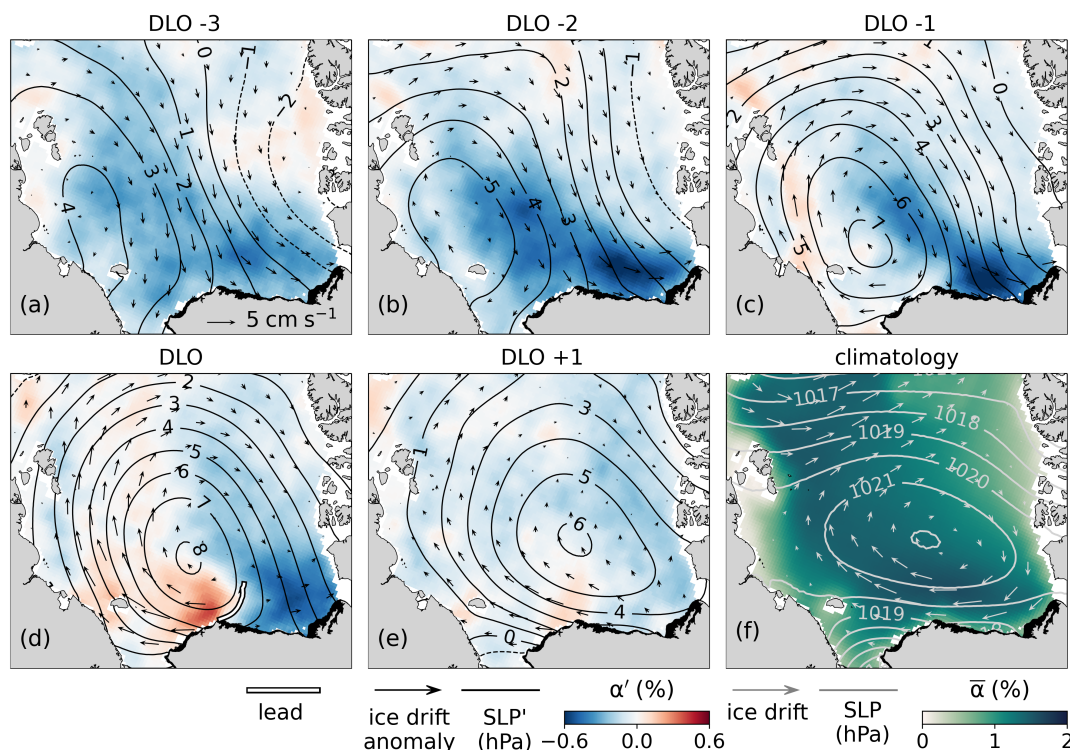 DLO -3
DLO -2
DLO -1
0
1
2
1
2
3
4
(a)
5 cm s⁻¹
2
1
5
4
3
(b)
1
0
2
3
4
6
7
5
(c)
DLO
DLO +1
climatology
2
3
4
5
6
7
8
(d)
1
3
5
6
4
0
(e)
1017
1018
1019
1020
1021
1019
(f)
lead
ice drift
anomaly
SLP'
(hPa)
α′ (%)
−0.6 0.0 0.6
ice drift
SLP
(hPa)
α̅ (%)
0 1 2